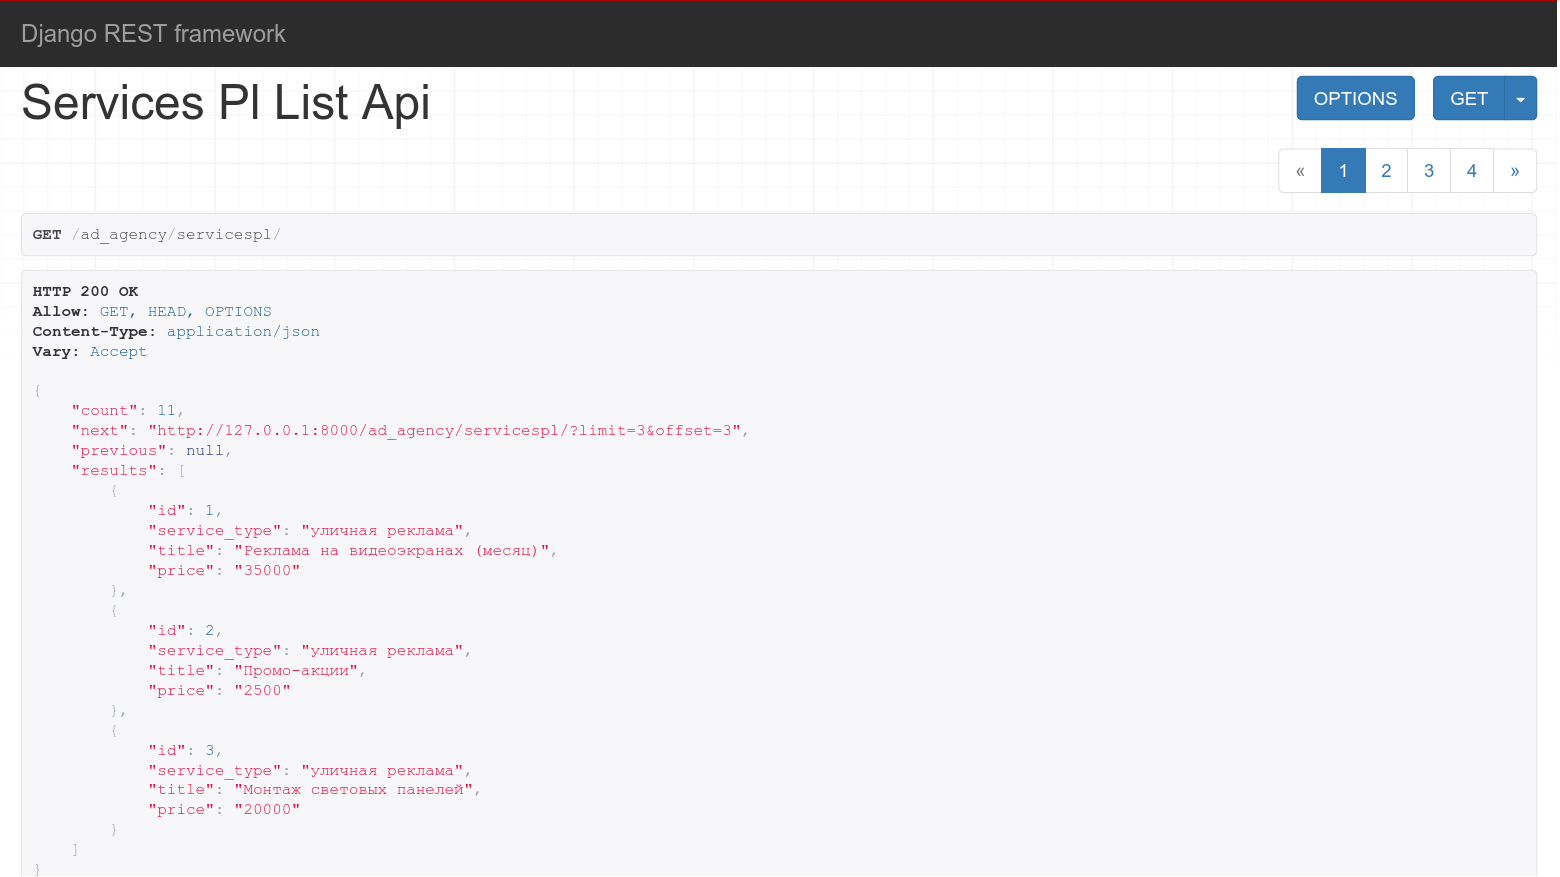 Django REST framework
Services Pl List Api
OPTIONS GET
« 1 2 3 4 »
GET /ad_agency/servicespl/
HTTP 200 OK
Allow: GET, HEAD, OPTIONS
Content-Type: application/json
Vary: Accept
{
    "count": 11,
    "next": "http://127.0.0.1:8000/ad_agency/servicespl/?limit=3&offset=3",
    "previous": null,
    "results": [
        {
            "id": 1,
            "service_type": "уличная реклама",
            "title": "Реклама на видеоэкранах (месяц)",
            "price": "35000"
        },
        {
            "id": 2,
            "service_type": "уличная реклама",
            "title": "Промо-акции",
            "price": "2500"
        },
        {
            "id": 3,
            "service_type": "уличная реклама",
            "title": "Монтаж световых панелей",
            "price": "20000"
        }
    ]
}